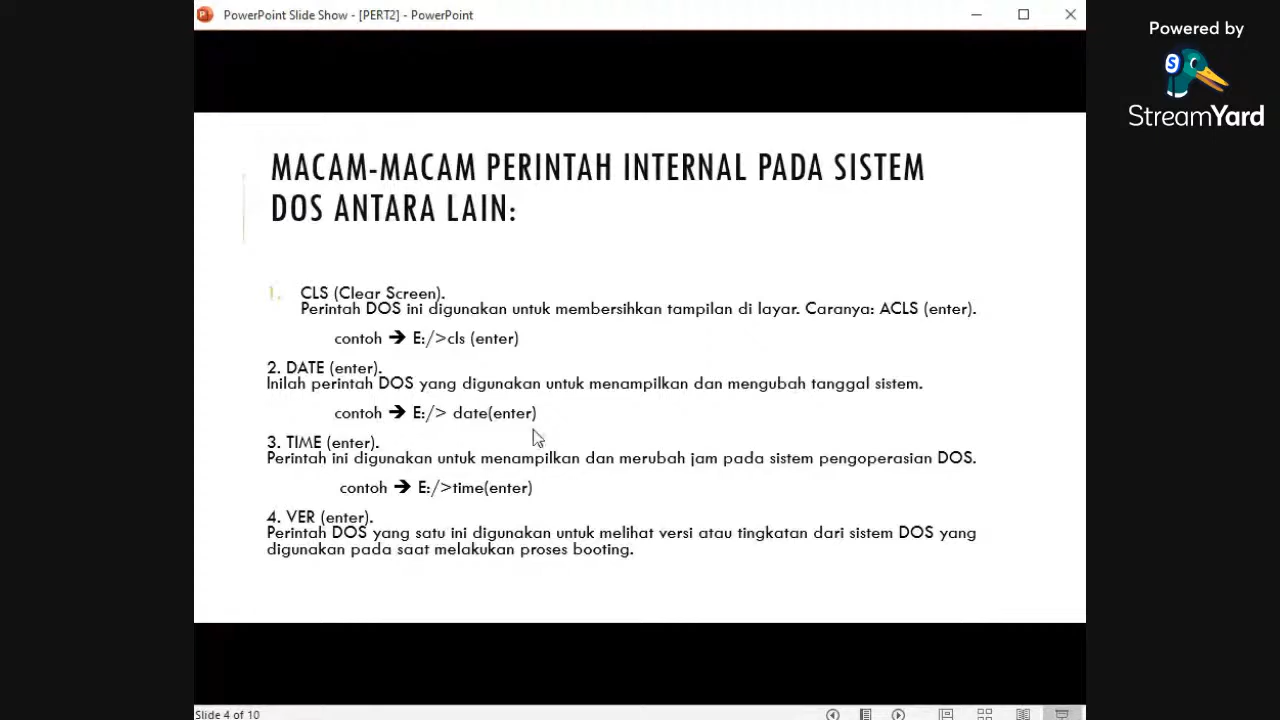 PowerPoint Slide Show - [PERT2] - PowerPoint
Powered by
StreamYard
MACAM-MACAM PERINTAH INTERNAL PADA SISTEM
DOS ANTARA LAIN:
1. CLS (Clear Screen).
Perintah DOS ini digunakan untuk membersihkan tampilan di layar. Caranya: ACLS (enter).
contoh ➔ E:/>cls (enter)
2. DATE (enter).
Inilah perintah DOS yang digunakan untuk menampilkan dan mengubah tanggal sistem.
contoh ➔ E:/> date(enter)
3. TIME (enter).
Perintah ini digunakan untuk menampilkan dan merubah jam pada sistem pengoperasian DOS.
contoh ➔ E:/>time(enter)
4. VER (enter).
Perintah DOS yang satu ini digunakan untuk melihat versi atau tingkatan dari sistem DOS yang
digunakan pada saat melakukan proses booting.
Slide 4 of 10